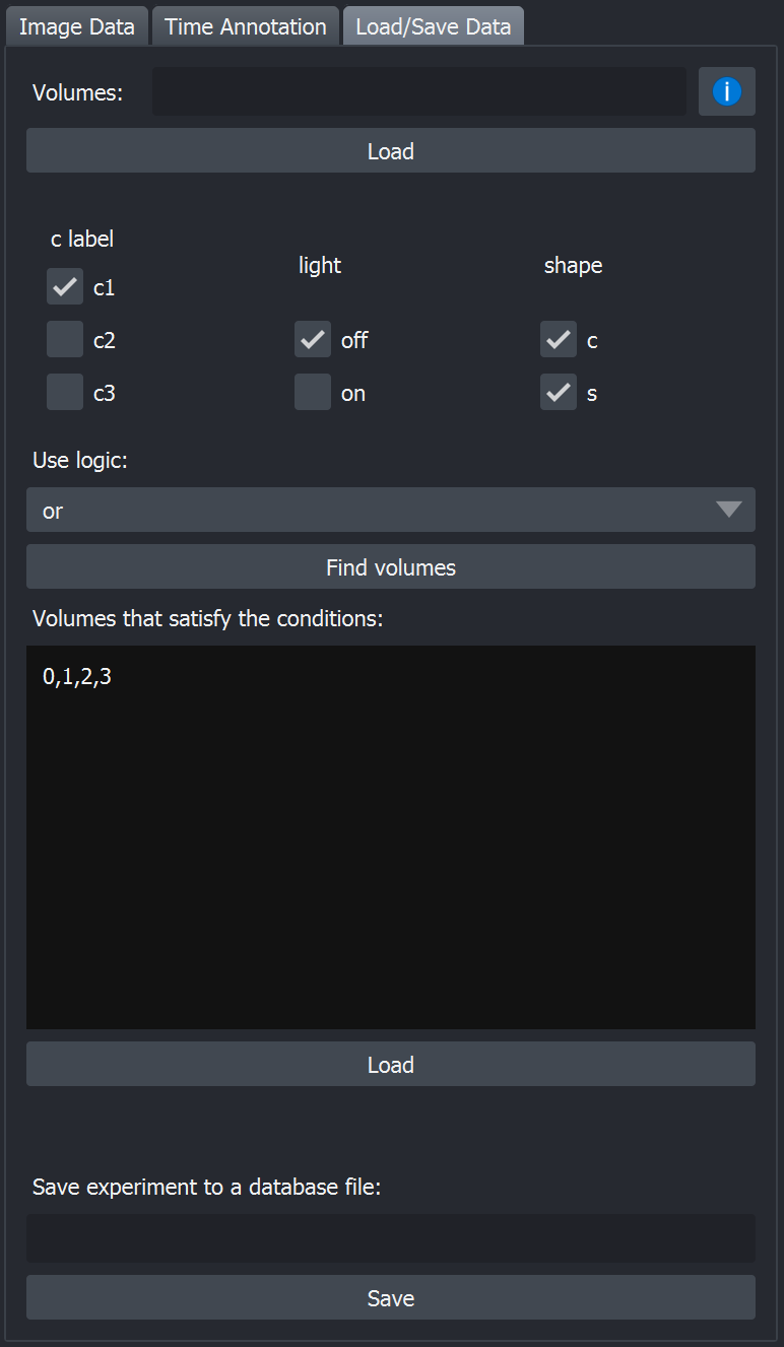 Image Data Time Annotation Load/Save Data
Volumes: i
Load
c label
light shape
c1
c2 off c
c3 on s
Use logic:
or
Find volumes
Volumes that satisfy the conditions:
0,1,2,3
Load
Save experiment to a database file:
Save